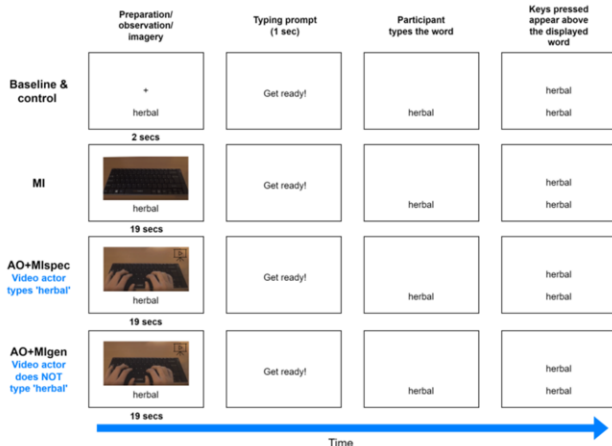 Preparation/
observation/
imagery
Typing prompt
(1 sec)
Participant
types the word
Keys pressed
appear above
the displayed
word
Baseline &
control
+
herbal
Get ready!
herbal
herbal
herbal
2 secs
MI
herbal
Get ready!
herbal
herbal
herbal
19 secs
AO+MIspec
Video actor
types 'herbal'
herbal
Get ready!
herbal
herbal
herbal
19 secs
AO+MIgen
Video actor
does NOT
type 'herbal'
herbal
Get ready!
herbal
herbal
herbal
19 secs
Time